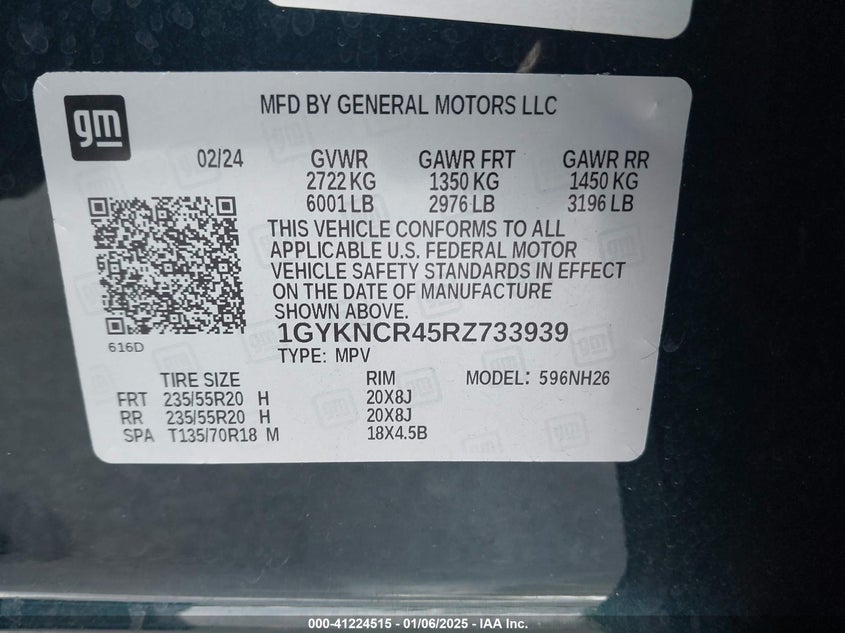 gm
MFD BY GENERAL MOTORS LLC
02/24 GVWR GAWR FRT GAWR RR
2722 KG 1350 KG 1450 KG
6001 LB 2976 LB 3196 LB
THIS VEHICLE CONFORMS TO ALL
APPLICABLE U.S. FEDERAL MOTOR
VEHICLE SAFETY STANDARDS IN EFFECT
ON THE DATE OF MANUFACTURE
SHOWN ABOVE.
1GYKNCR45RZ733939
616D
TYPE: MPV
TIRE SIZE RIM MODEL: 596NH26
FRT 235/55R20 H 20X8J
RR 235/55R20 H 20X8J
SPA T135/70R18 M 18X4.5B
000-41224515 - 01/06/2025 - IAA Inc.